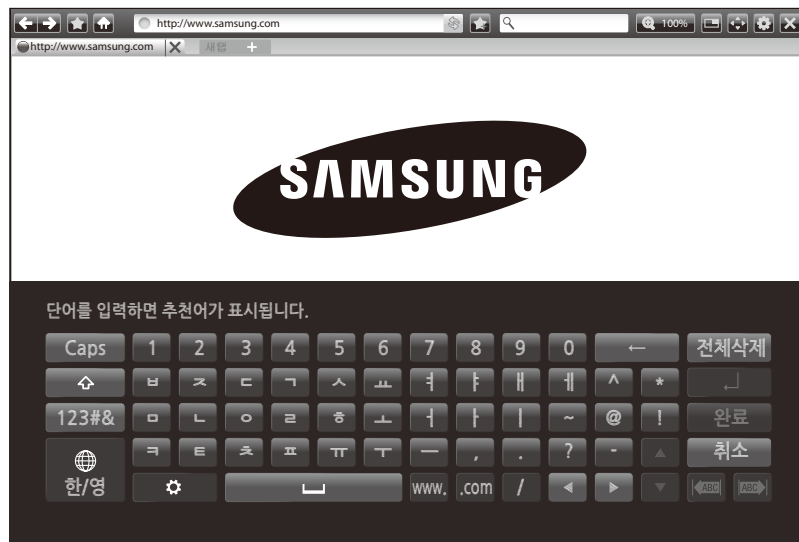 http://www.samsung.com 100%
http://www.samsung.com 새탭 +
SAMSUNG
단어를 입력하면 추천어가 표시됩니다.
Caps 1 2 3 4 5 6 7 8 9 0 ← 전체삭제
ㅂ ㅈ ㄷ ㄱ ㅅ ㅛ ㅕ ㅑ ㅐ ㅔ ^ *
123#& ㅁ ㄴ ㅇ ㄹ ㅎ ㅗ ㅓ ㅏ ㅣ ~ @ ! 완료
ㅋ ㅌ ㅊ ㅍ ㅠ ㅜ ㅡ , . ? - ▲ 취소
한/영 www. .com / ◀ ▶ ▼ ABC ABC